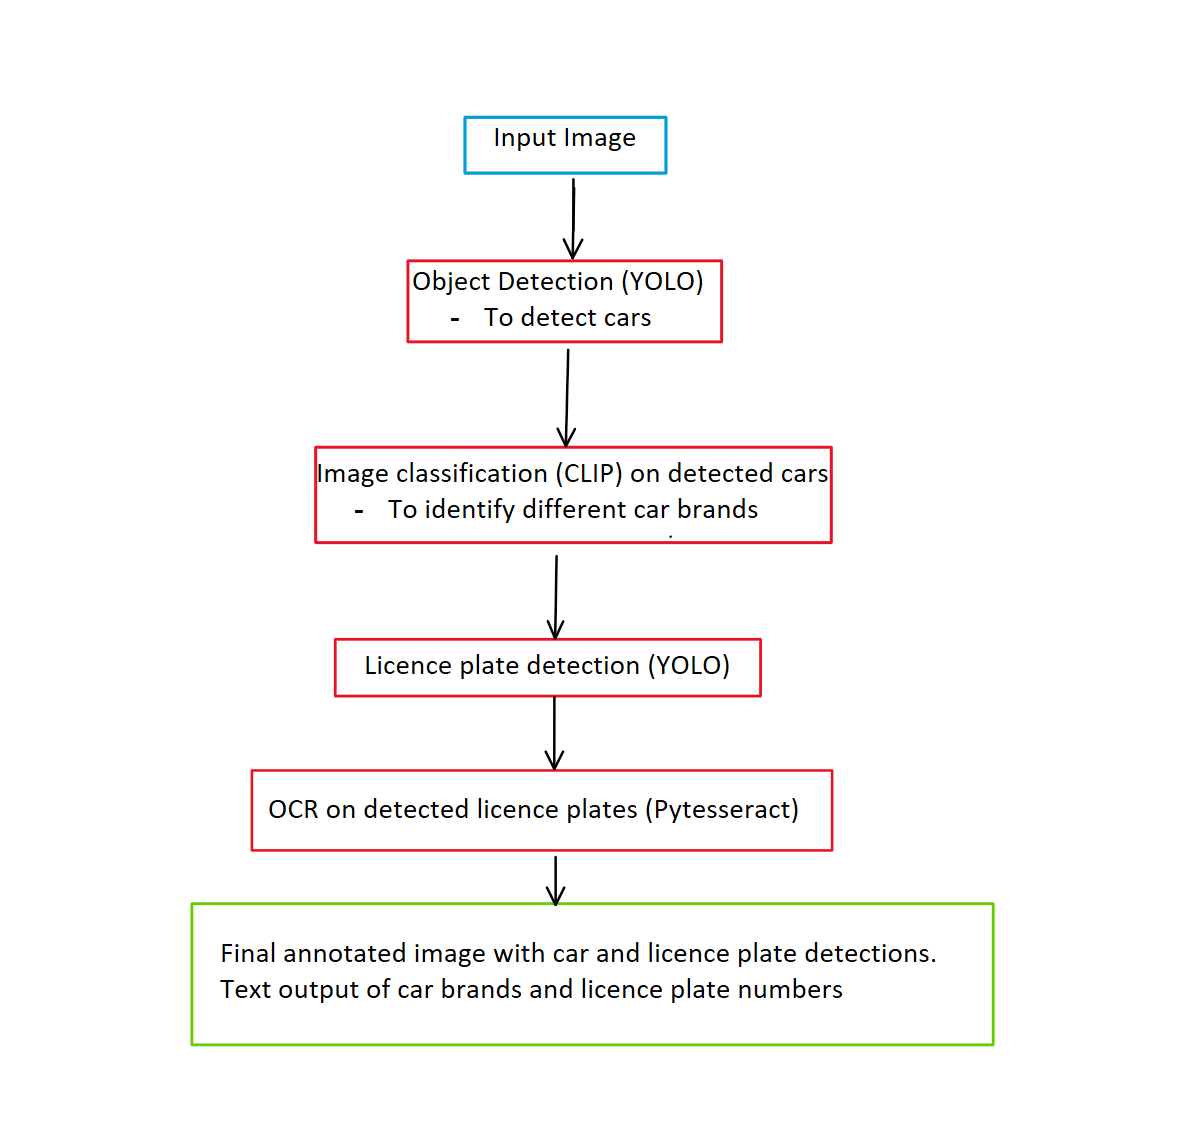 Input Image
Object Detection (YOLO)
- To detect cars
Image classification (CLIP) on detected cars
- To identify different car brands
Licence plate detection (YOLO)
OCR on detected licence plates (Pytesseract)
Final annotated image with car and licence plate detections.
Text output of car brands and licence plate numbers